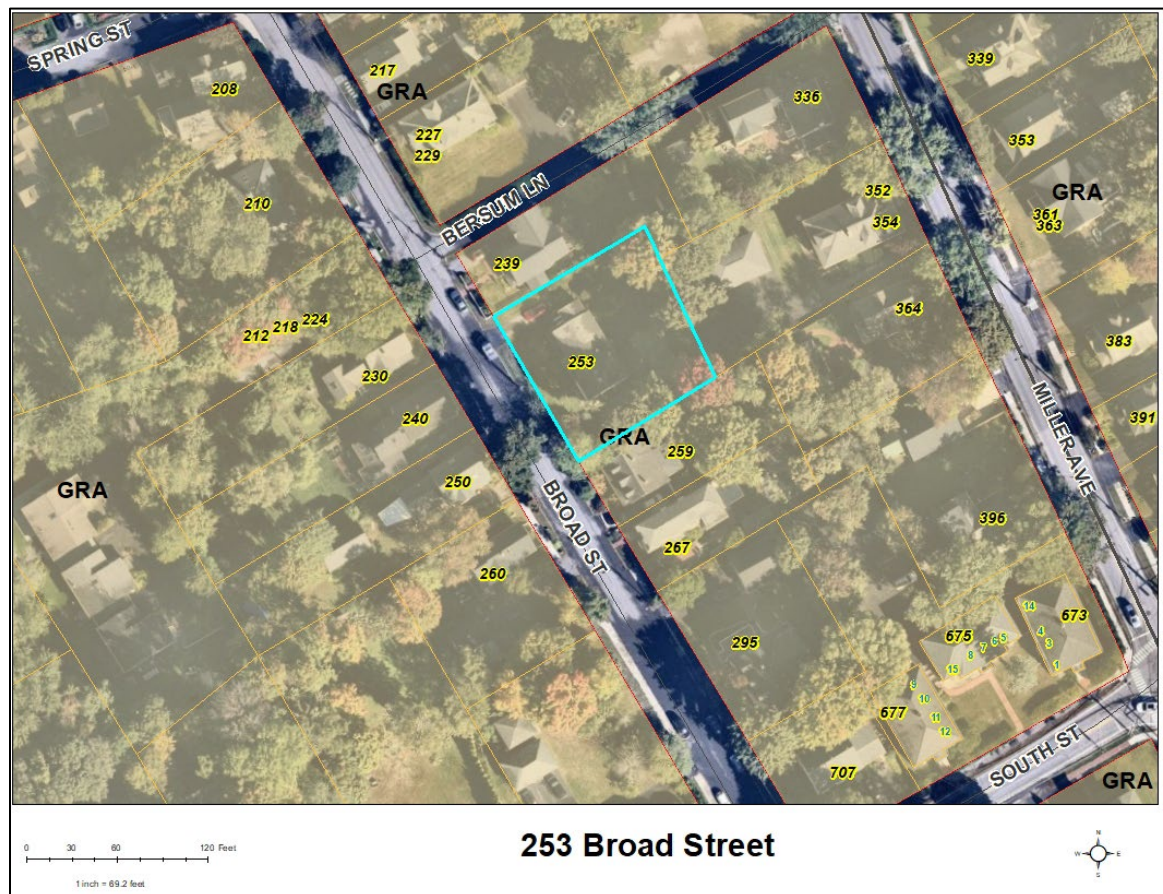 SPRING ST
208
217
GRA
227
229
336
339
353
210
BERSUM LN
352
354
GRA
361
363
239
212
218
224
364
383
230
253
MILLER AVE
391
240
GRA
259
250
GRA
BROAD ST
396
267
260
295
14
673
675
6
5
4
7
3
8
1
15
9
10
677
11
12
SOUTH ST
707
GRA
253 Broad Street
0 30 60 120 Feet
1 inch = 69.2 feet
N
W E
S